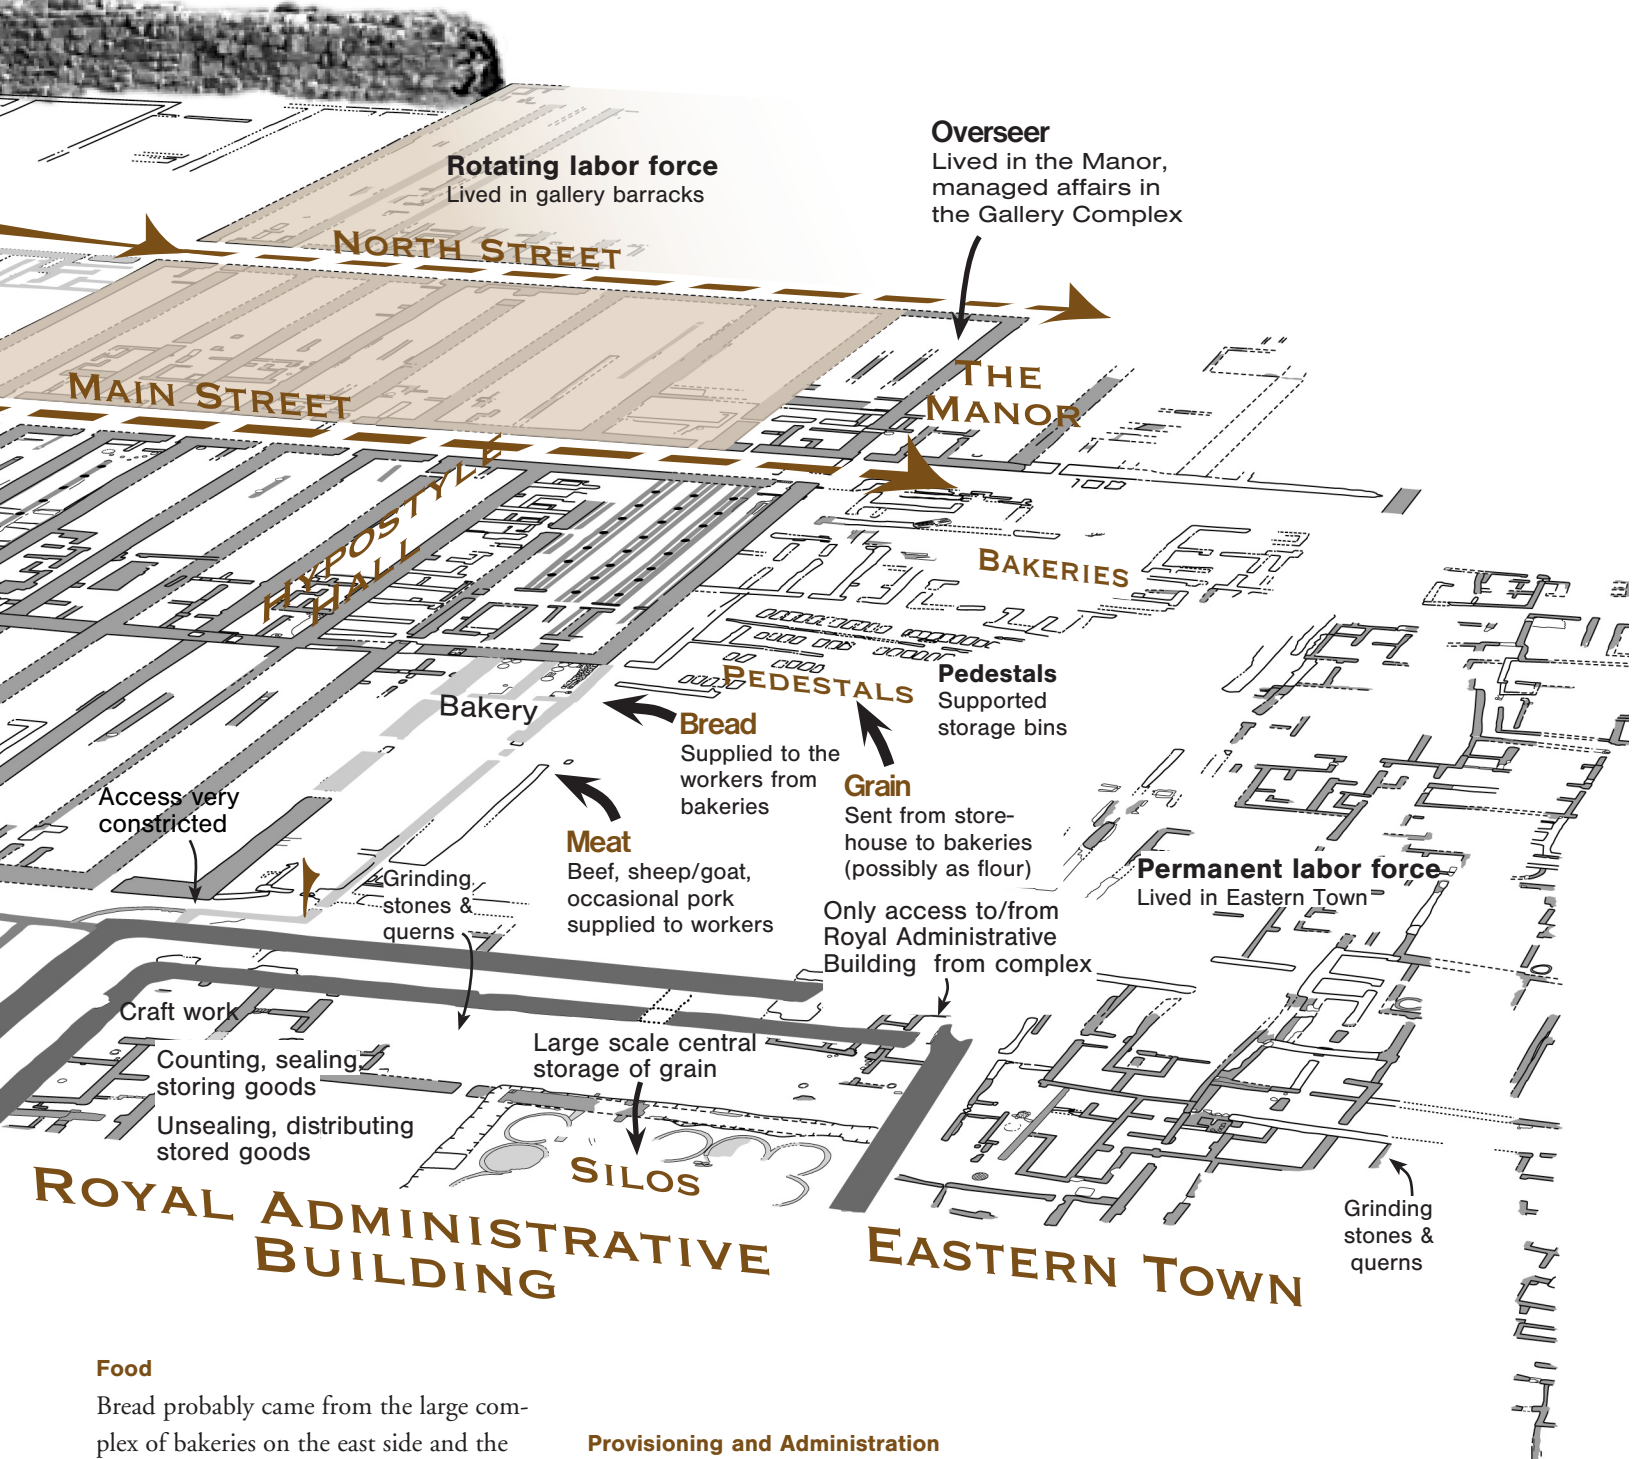 Overseer
Lived in the Manor,
managed affairs in
the Gallery Complex
Rotating labor force
Lived in gallery barracks
NORTH STREET
THE
MANOR
MAIN STREET
HYPOSTYLE
HALL
BAKERIES
PEDESTALS
Pedestals
Supported
storage bins
Bakery
Bread
Supplied to the
workers from
bakeries
Grain
Sent from store-
house to bakeries
(possibly as flour)
Access very
constricted
Meat
Beef, sheep/goat,
occasional pork
supplied to workers
Grinding
stones &
querns
Permanent labor force
Lived in Eastern Town
Only access to/from
Royal Administrative
Building from complex
Craft work
Counting, sealing,
storing goods
Unsealing, distributing
stored goods
Large scale central
storage of grain
SILOS
Grinding
stones &
querns
ROYAL ADMINISTRATIVE
BUILDING
EASTERN TOWN
Food
Bread probably came from the large com-
plex of bakeries on the east side and the
Provisioning and Administration